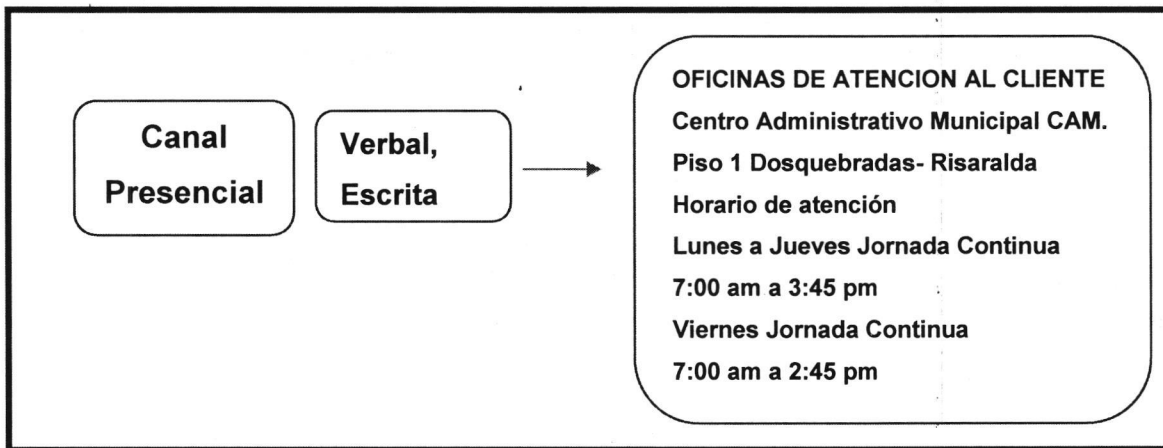 Canal
Presencial
Verbal,
Escrita
OFICINAS DE ATENCION AL CLIENTE
Centro Administrativo Municipal CAM.
Piso 1 Dosquebradas- Risaralda
Horario de atención
Lunes a Jueves Jornada Continua
7:00 am a 3:45 pm
Viernes Jornada Continua
7:00 am a 2:45 pm